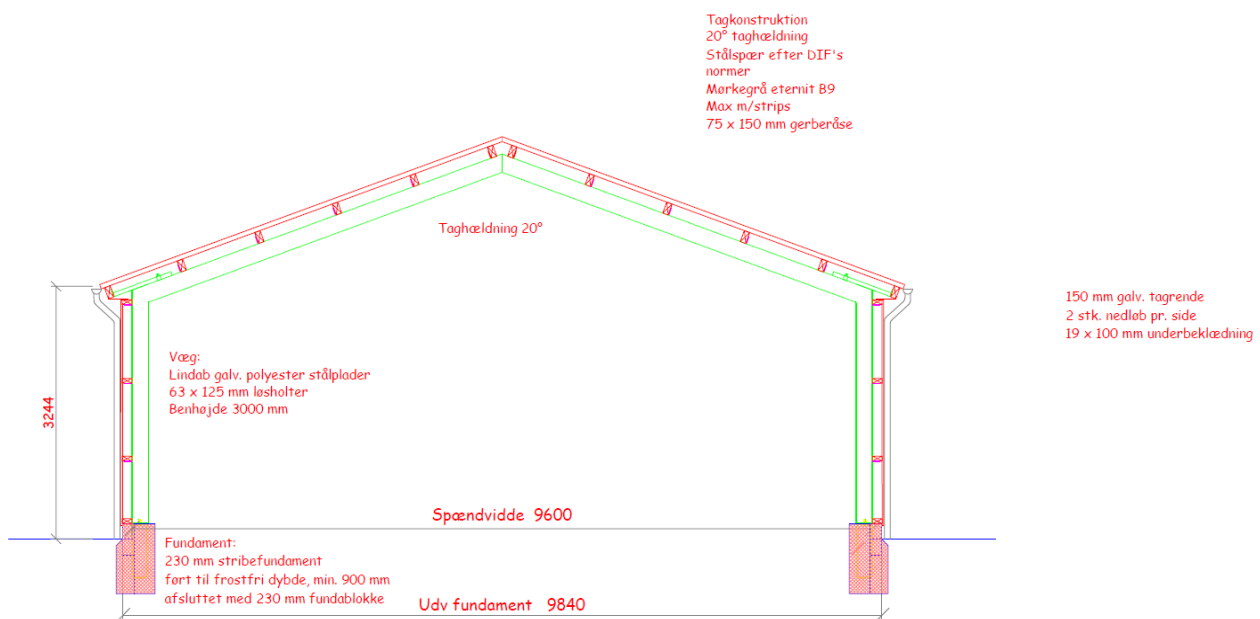 Tagkonstruktion
20° taghældning
Stålspær efter DIF's
normer
Mørkegrå eternit B9
Max m/strips
75 x 150 mm gerberåse
Taghældning 20°
150 mm galv. tagrende
2 stk. nedløb pr. side
19 x 100 mm underbeklædning
Væg:
Lindab galv. polyester stålplader
63 x 125 mm løsholter
Benhøjde 3000 mm
3244
Spændvidde 9600
Fundament:
230 mm stribefundament
ført til frostfri dybde, min. 900 mm
afsluttet med 230 mm fundablokke
Udv fundament 9840